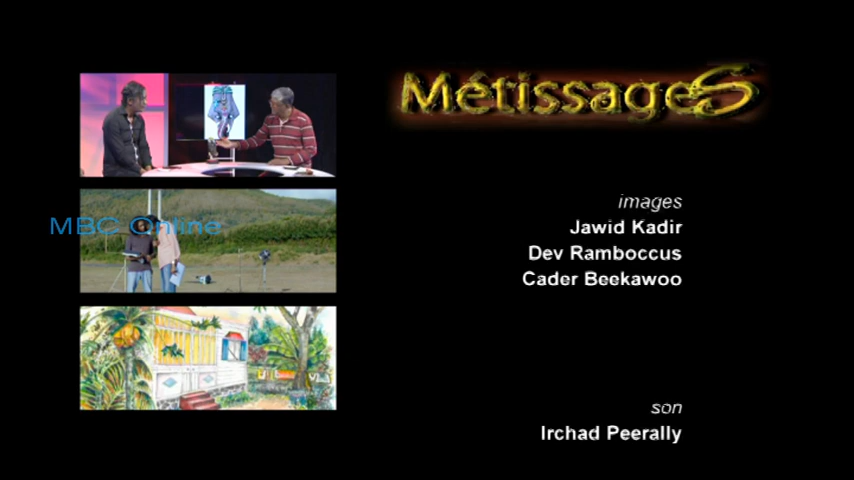 MétissageS
MBC Online
images
Jawid Kadir
Dev Ramboccus
Cader Beekawoo
son
Irchad Peerally